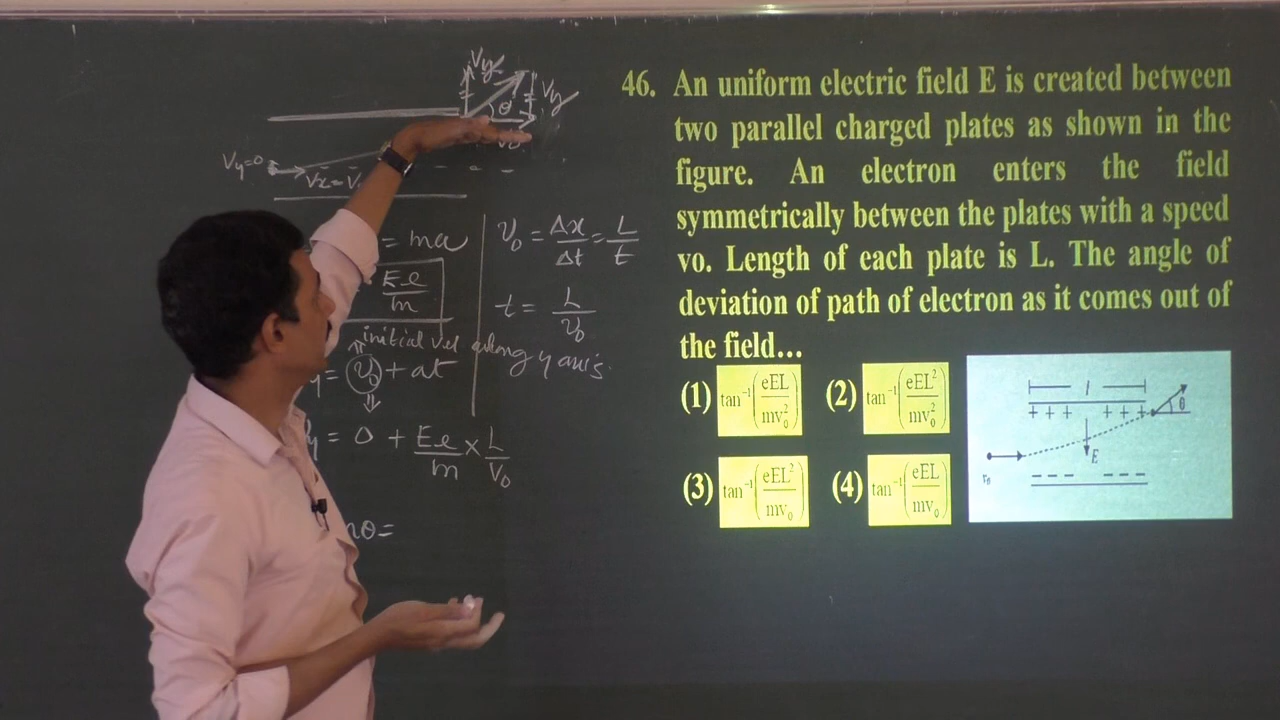 Vy
Vy
θ
v₀
Vy=0
Vx = V
= ma
Ee/m
initial vel along y axis
y = v₀ + at
y = 0 + Ee/m × L/V₀
nθ=
v₀ = Δx/Δt = L/t
t = L/v₀
46. An uniform electric field E is created between
two parallel charged plates as shown in the
figure. An electron enters the field
symmetrically between the plates with a speed
vo. Length of each plate is L. The angle of
deviation of path of electron as it comes out of
the field...
(1) tan⁻¹(eEL/mv₀²) (2) tan⁻¹(eEL²/mv₀²)
(3) tan⁻¹(eEL²/mv₀) (4) tan⁻¹(eEL/mv₀)
l
+ + + + + +
θ
E
v₀
- - - - - - -